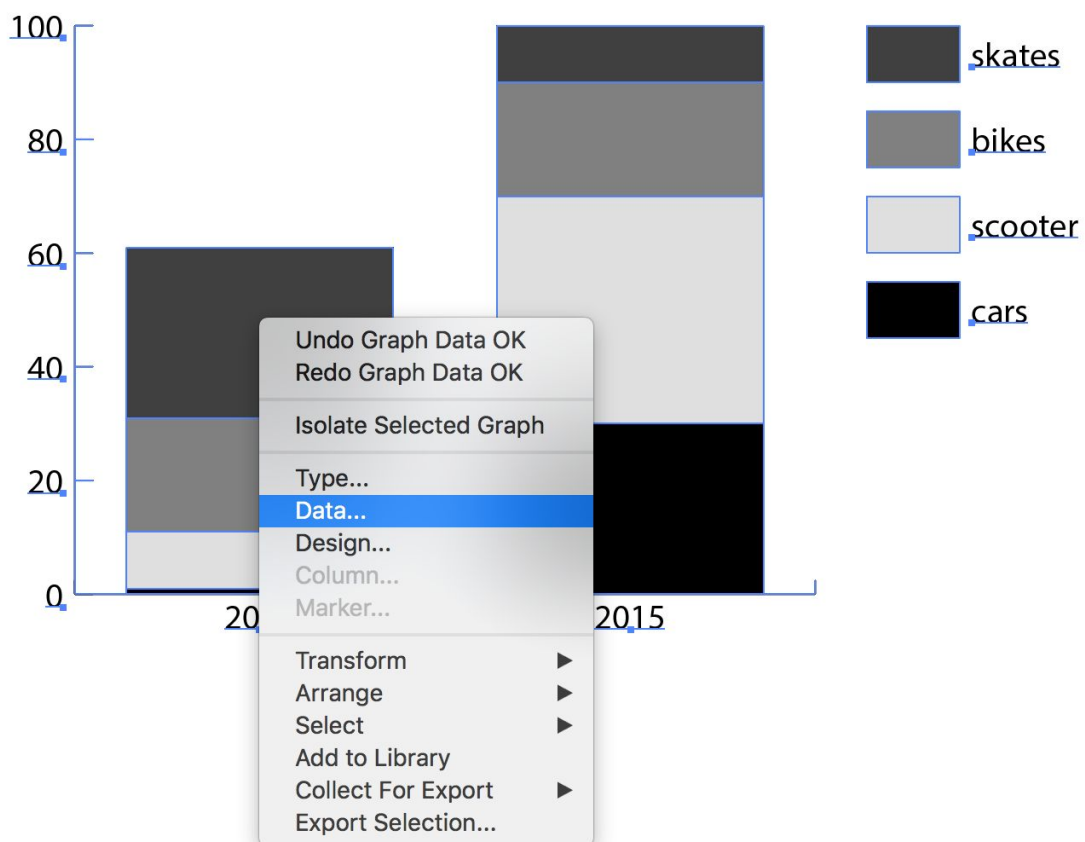 100
80
60
40
20
0
20
2015
skates
bikes
scooter
cars
Undo Graph Data OK
Redo Graph Data OK
Isolate Selected Graph
Type...
Data...
Design...
Column...
Marker...
Transform
Arrange
Select
Add to Library
Collect For Export
Export Selection...